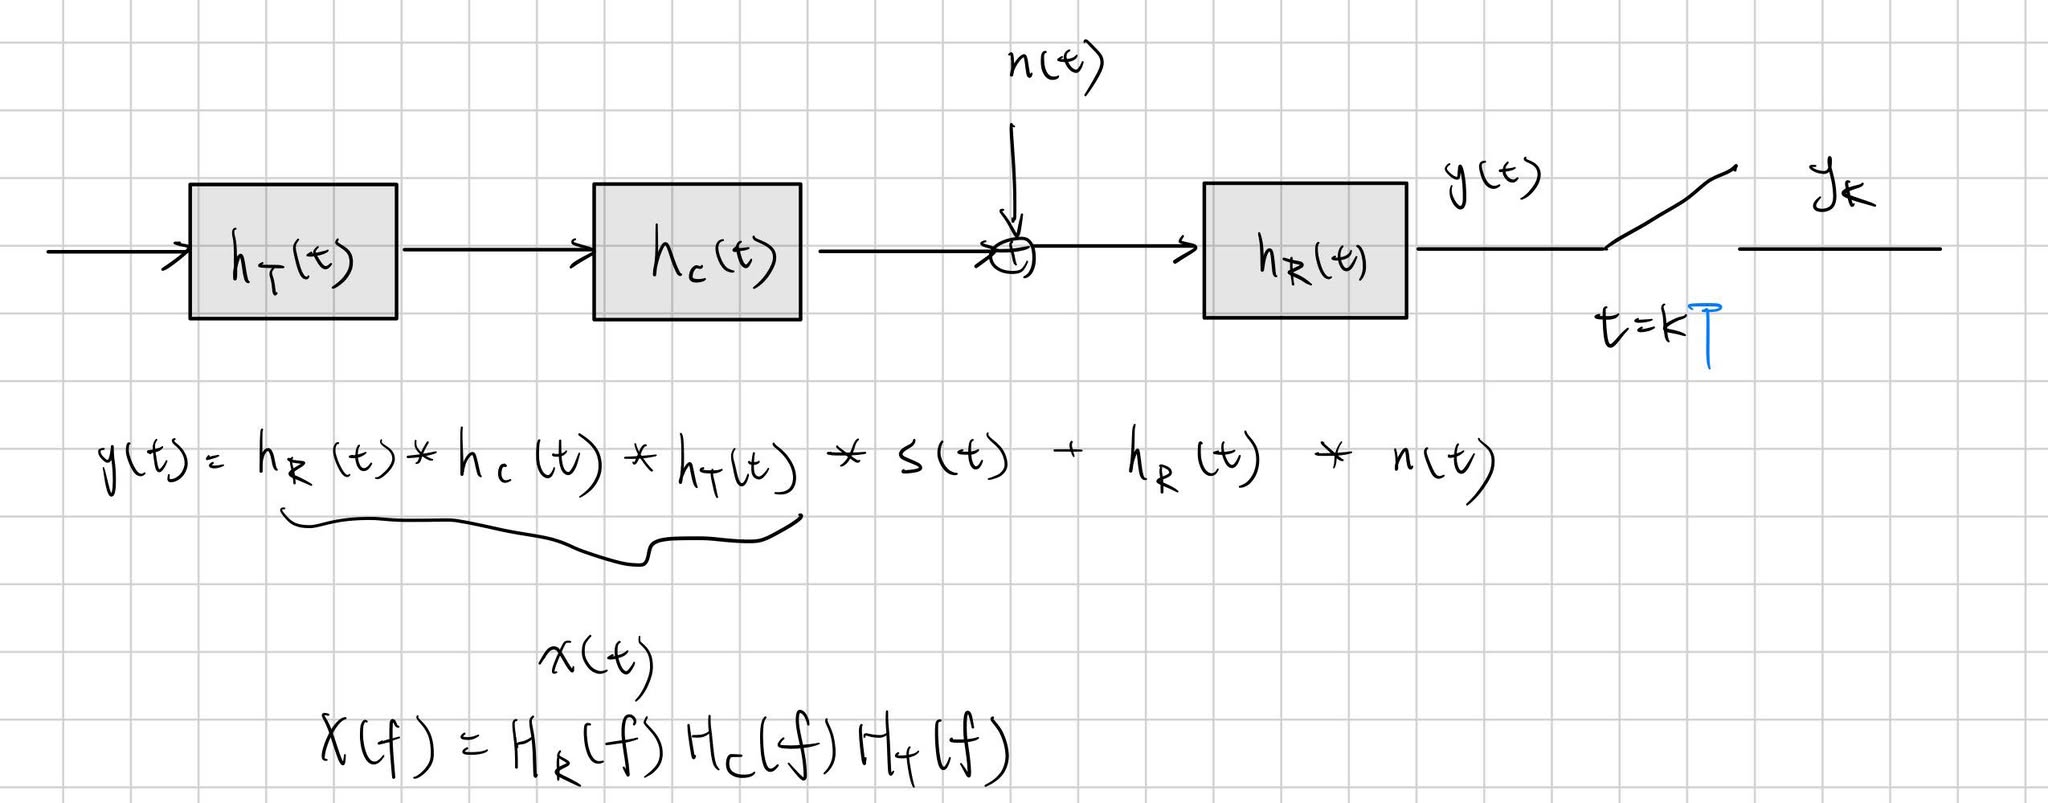 n(t)
h_T(t) h_c(t) + h_R(t) y(t) y_k
t=kT
y(t) = h_R(t) * h_c(t) * h_T(t) * s(t) + h_R(t) * n(t)
x(t)
X(f) = H_R(f) H_c(f) H_T(f)